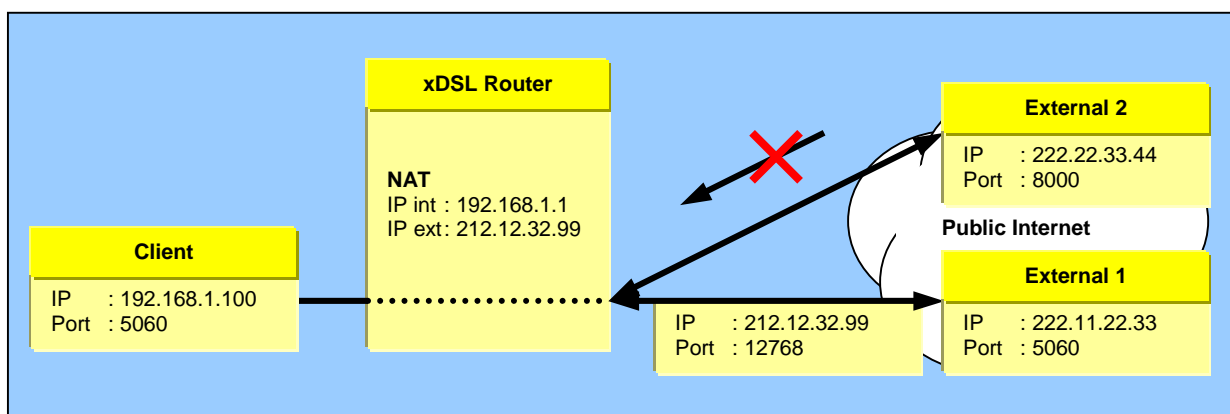 xDSL Router
NAT
IP int : 192.168.1.1
IP ext : 212.12.32.99
Client
IP : 192.168.1.100
Port : 5060
External 2
IP : 222.22.33.44
Port : 8000
Public Internet
External 1
IP : 222.11.22.33
Port : 5060
IP : 212.12.32.99
Port : 12768